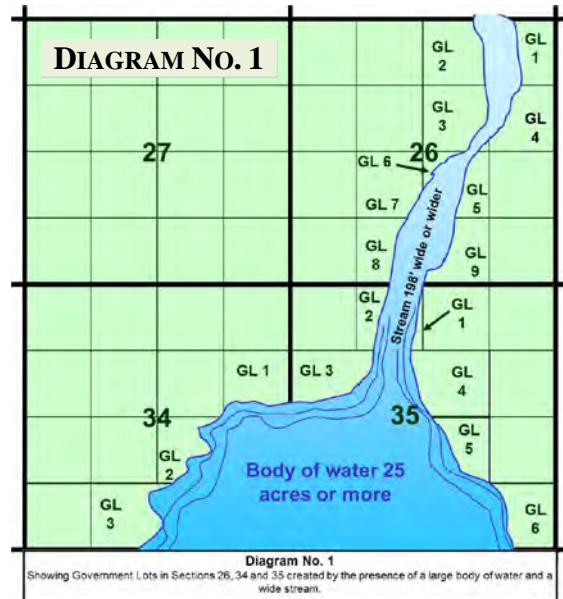 DIAGRAM NO. 1
GL
2
GL
1
GL
3
GL
4
27
26
GL 6
GL 7
GL
5
GL
8
GL
9
Stream 198' wide or wider
GL
2
GL
1
GL 1
GL 3
GL
4
34
35
GL
5
GL
2
Body of water 25
acres or more
GL
3
GL
6
Diagram No. 1
Showing Government Lots in Sections 26, 34 and 35 created by the presence of a large body of water and a
wide stream.